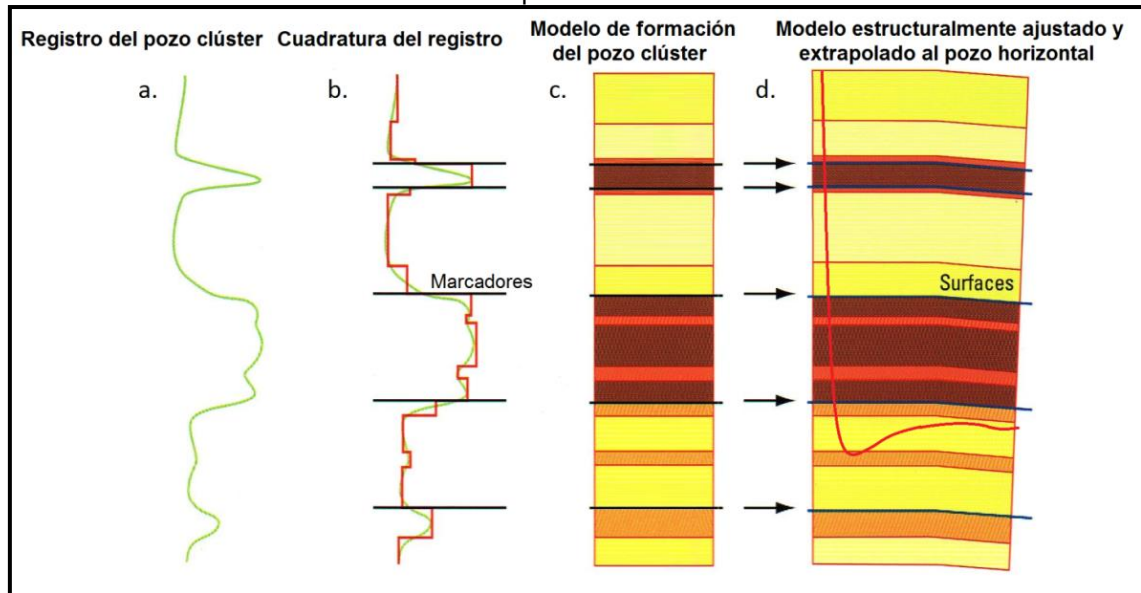 Registro del pozo clúster
Cuadratura del registro
Modelo de formación
del pozo clúster
Modelo estructuralmente ajustado y
extrapolado al pozo horizontal
a.
b.
c.
d.
Marcadores
Surfaces